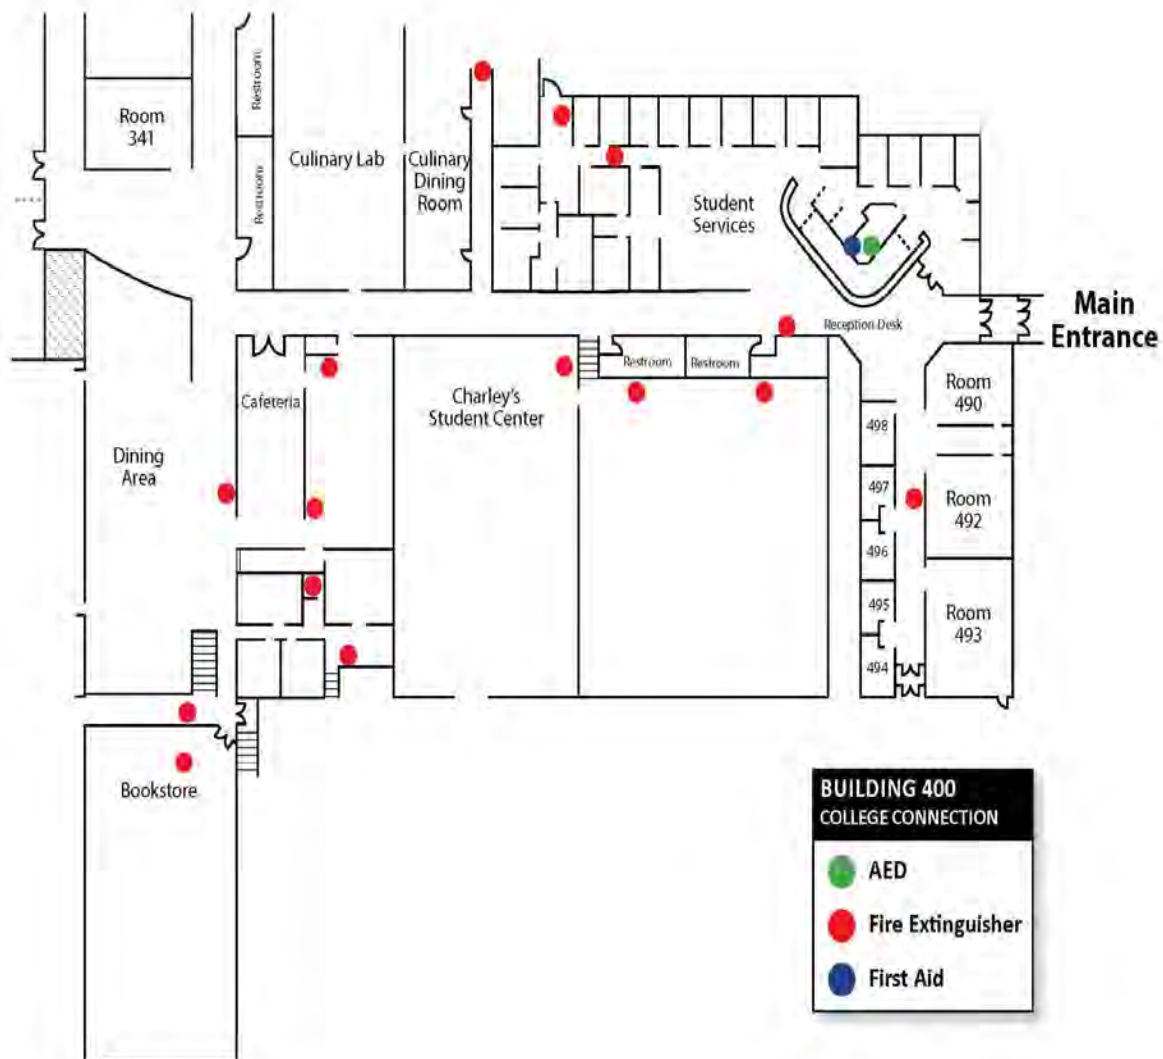 Room
341
Restroom
Restroom
Culinary Lab
Culinary
Dining
Room
Student
Services
Main
Entrance
Reception Desk
Restroom
Restroom
Cafeteria
Charley's
Student Center
Dining
Area
Room
490
498
497
Room
492
496
495
Room
493
494
Bookstore
BUILDING 400
COLLEGE CONNECTION
AED
Fire Extinguisher
First Aid